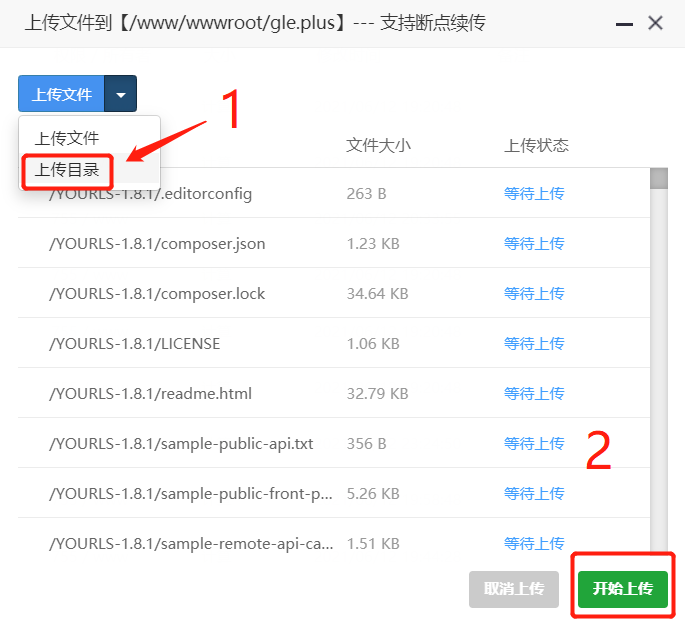 上传文件到【/www/wwwroot/gle.plus】--- 支持断点续传
上传文件
1
上传文件
上传目录
文件大小 上传状态
/YOURLS-1.8.1/.editorconfig 263 B 等待上传
/YOURLS-1.8.1/composer.json 1.23 KB 等待上传
/YOURLS-1.8.1/composer.lock 34.64 KB 等待上传
/YOURLS-1.8.1/LICENSE 1.06 KB 等待上传
/YOURLS-1.8.1/readme.html 32.79 KB 等待上传
/YOURLS-1.8.1/sample-public-api.txt 356 B 等待上传
2
/YOURLS-1.8.1/sample-public-front-p... 5.26 KB 等待上传
/YOURLS-1.8.1/sample-remote-api-ca... 1.51 KB 等待上传
取消上传 开始上传